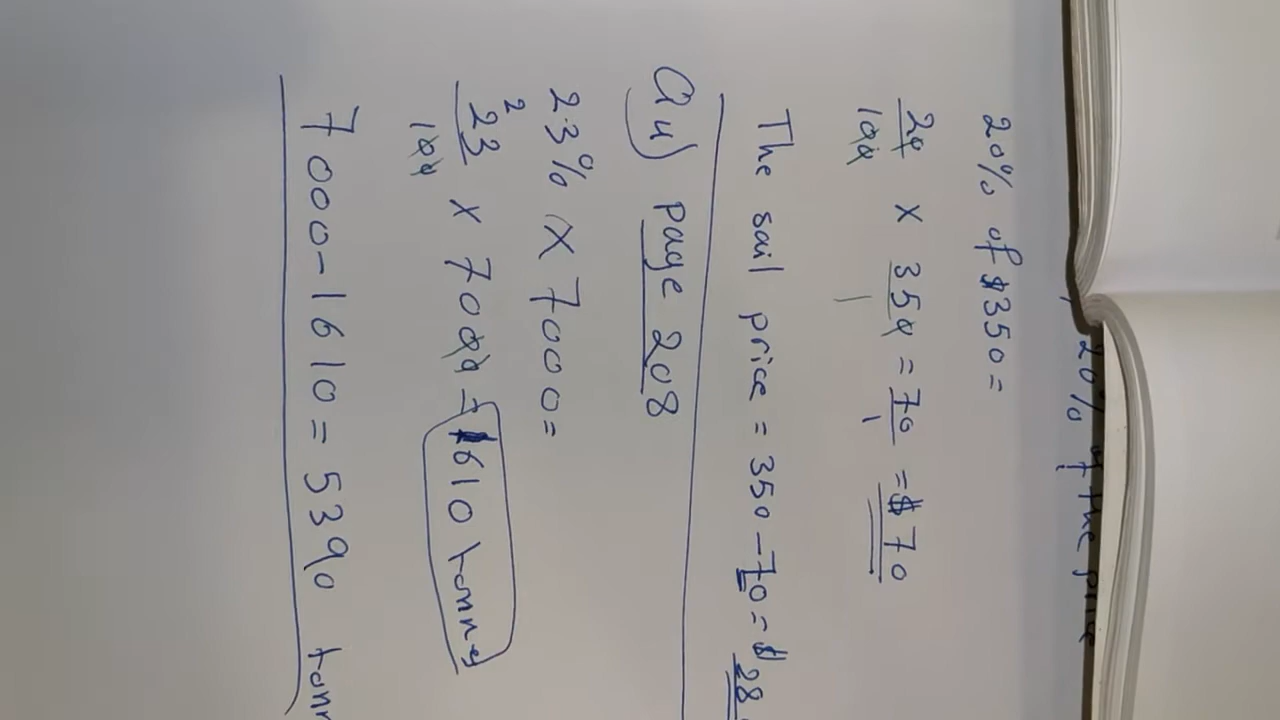 20% of the price
20% of $350 =
20/100 × 350/1 = 70/1 = $70
The sail price = 350 - 70 = $28
Q4) page 208
23% × 7000 =
2
23/100 × 7000 = 1610 tonnes
7000 - 1610 = 5390 tonn